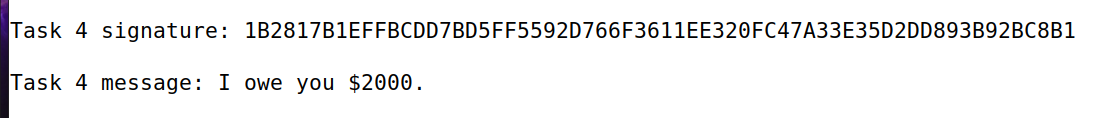 Task 4 signature: 1B2817B1EFFBCDD7BD5FF5592D766F3611EE320FC47A33E35D2DD893B92BC8B1
Task 4 message: I owe you $2000.